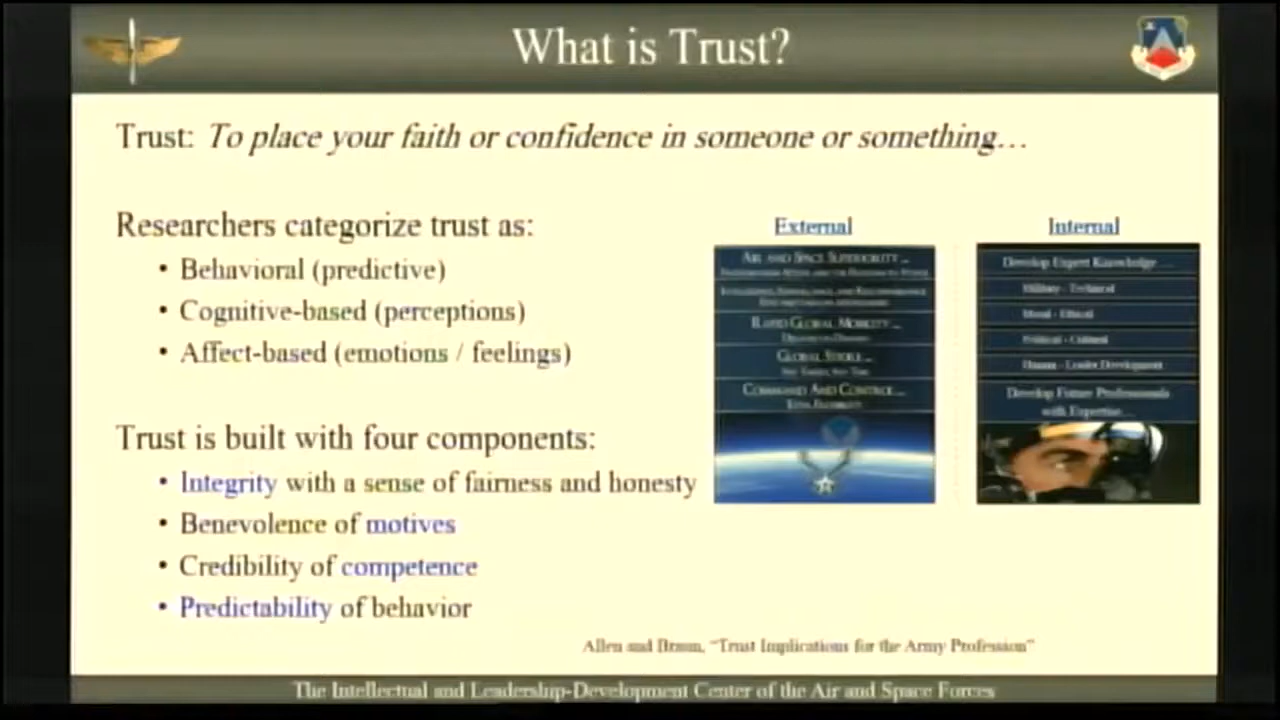 What is Trust?
Trust: To place your faith or confidence in someone or something…
Researchers categorize trust as:
• Behavioral (predictive)
• Cognitive-based (perceptions)
• Affect-based (emotions / feelings)
Trust is built with four components:
• Integrity with a sense of fairness and honesty
• Benevolence of motives
• Credibility of competence
• Predictability of behavior
External
AIR AND SPACE SUPERIORITY ...
RAPID GLOBAL MOBILITY ...
GLOBAL STRIKE ...
COMMAND AND CONTROL ...
Internal
Develop Expert Knowledge ...
Military - Technical
Moral - Ethical
Political - Cultural
Human - Leader Development
Develop Future Professionals
with Expertise...
Allen and Braun, “Trust Implications for the Army Profession”
The Intellectual and Leadership-Development Center of the Air and Space Forces